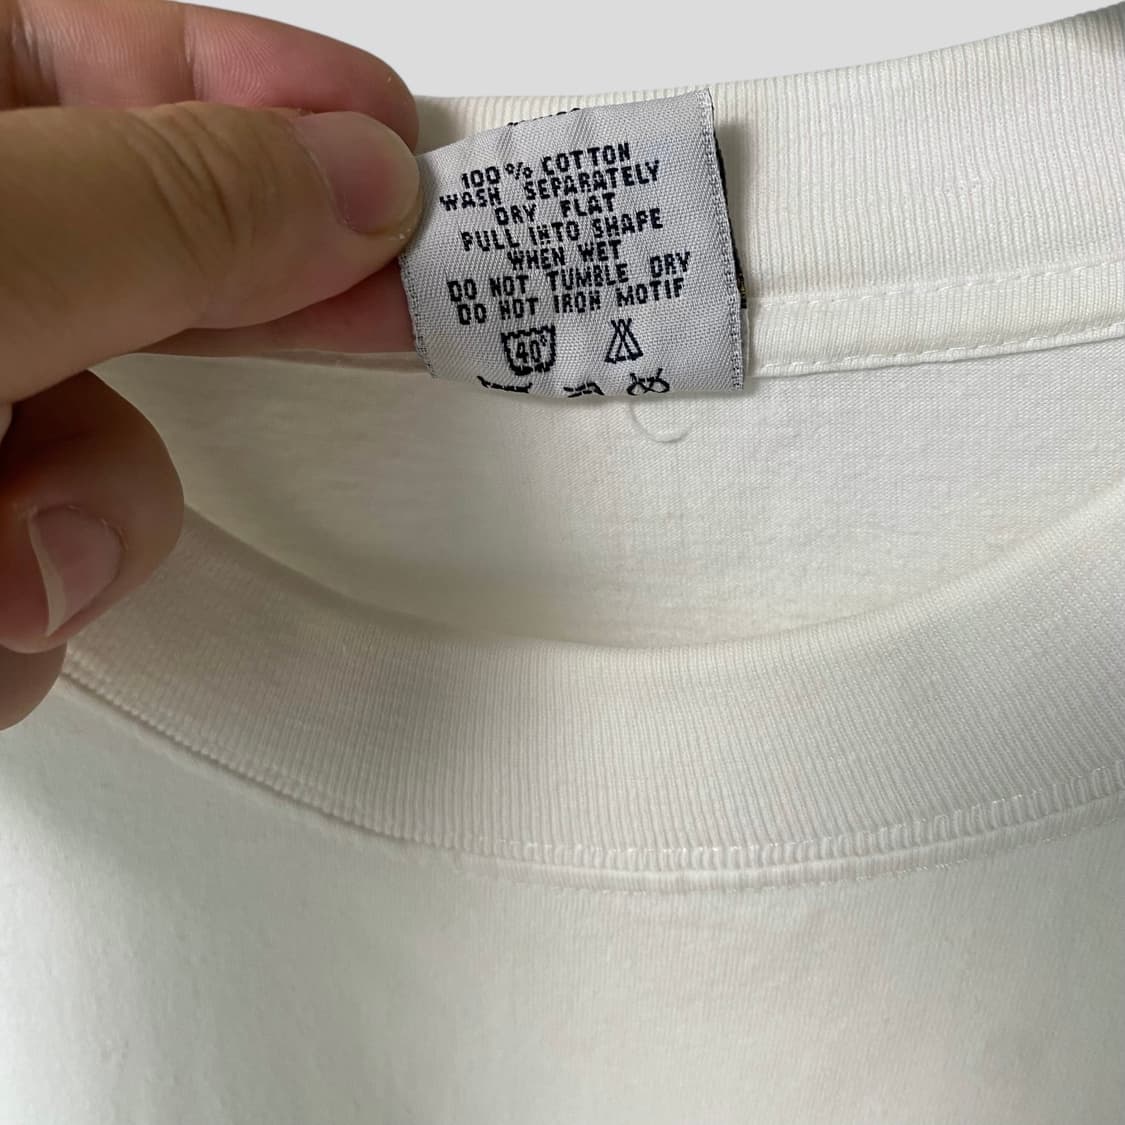 100% COTTON
WASH SEPARATELY
DRY FLAT
PULL INTO SHAPE
WHEN WET
DO NOT TUMBLE DRY
DO NOT IRON MOTIF
40°